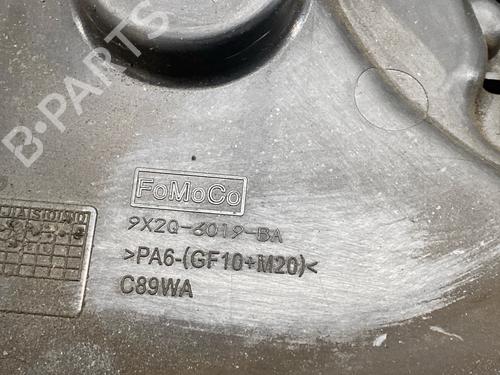 B-PARTS
FoMoCo
9X2Q-6019-BA
>PA6-(GF10+M20)<
C89WA